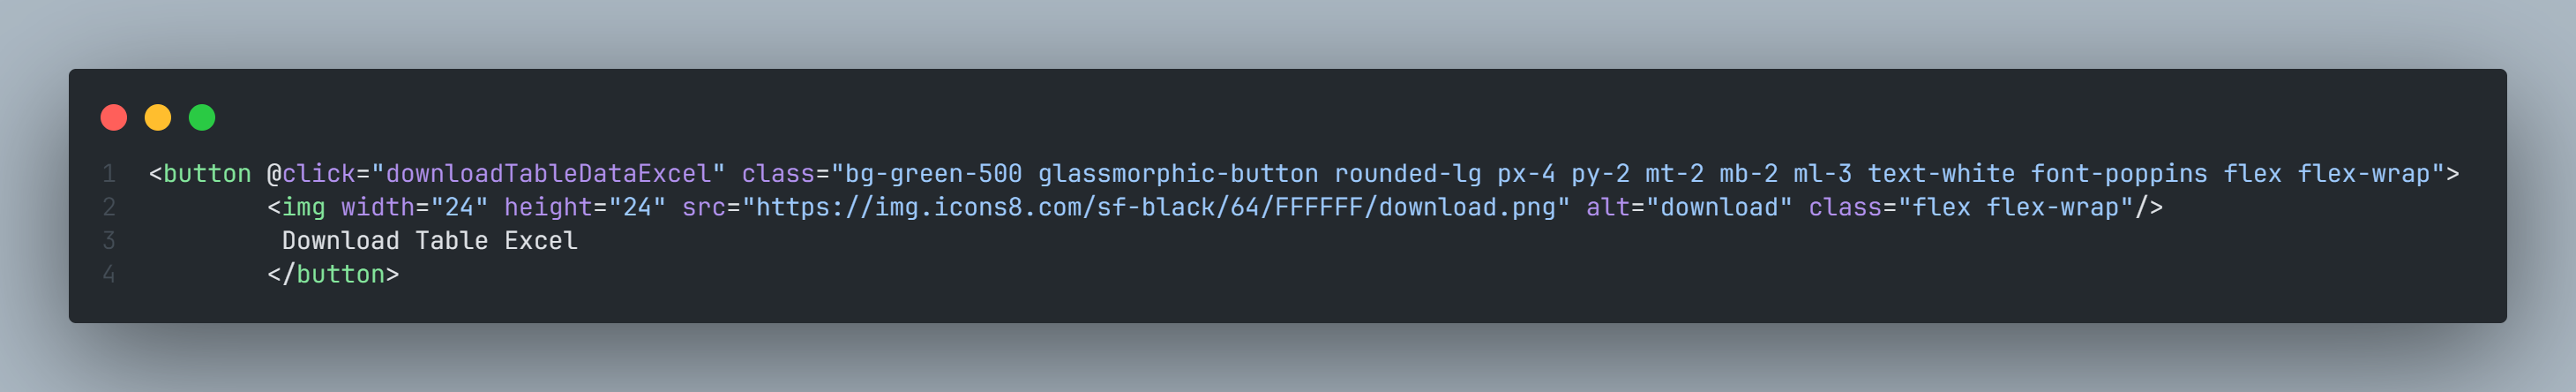 1 <button @click="downloadTableDataExcel" class="bg-green-500 glassmorphic-button rounded-lg px-4 py-2 mt-2 mb-2 ml-3 text-white font-poppins flex flex-wrap">
2         <img width="24" height="24" src="https://img.icons8.com/sf-black/64/FFFFFF/download.png" alt="download" class="flex flex-wrap"/>
3          Download Table Excel
4         </button>